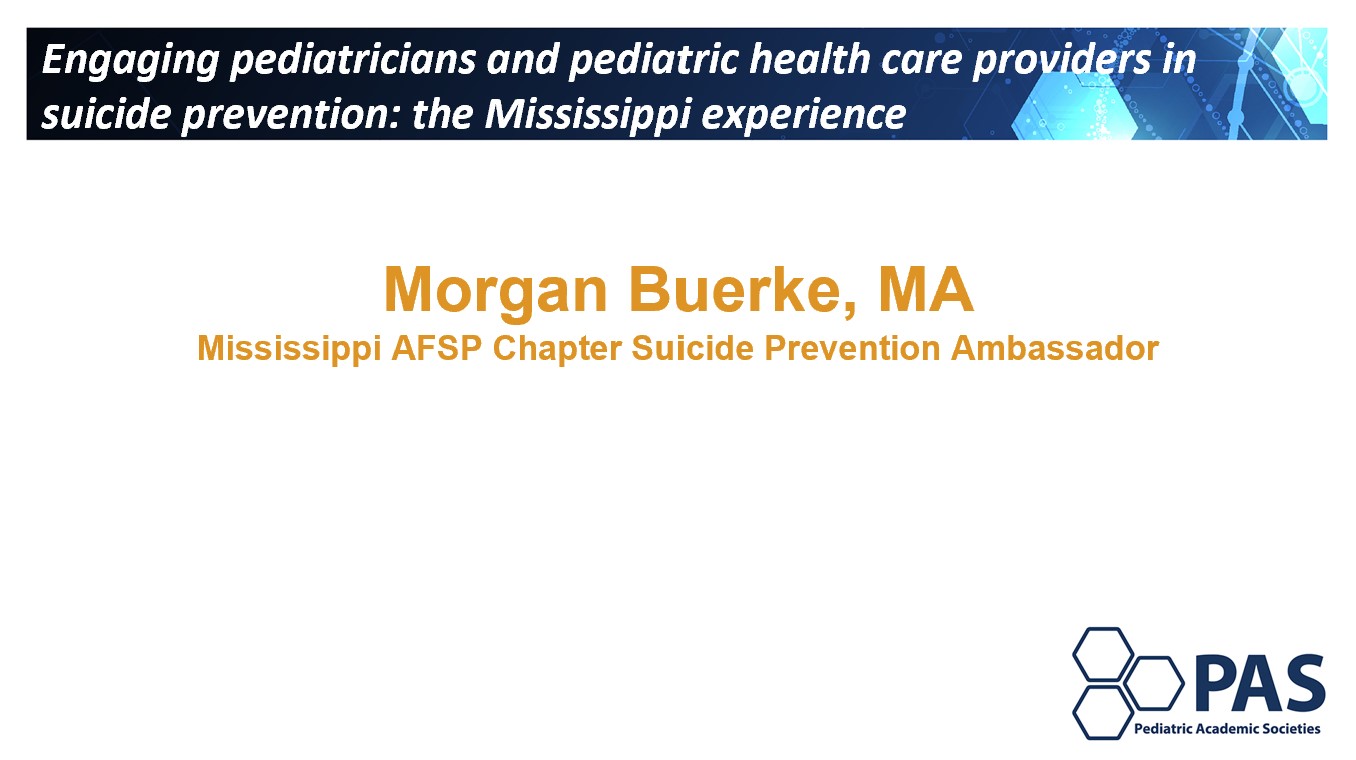 Engaging pediatricians and pediatric health care providers in
suicide prevention: the Mississippi experience
Morgan Buerke, MA
Mississippi AFSP Chapter Suicide Prevention Ambassador
PAS
Pediatric Academic Societies